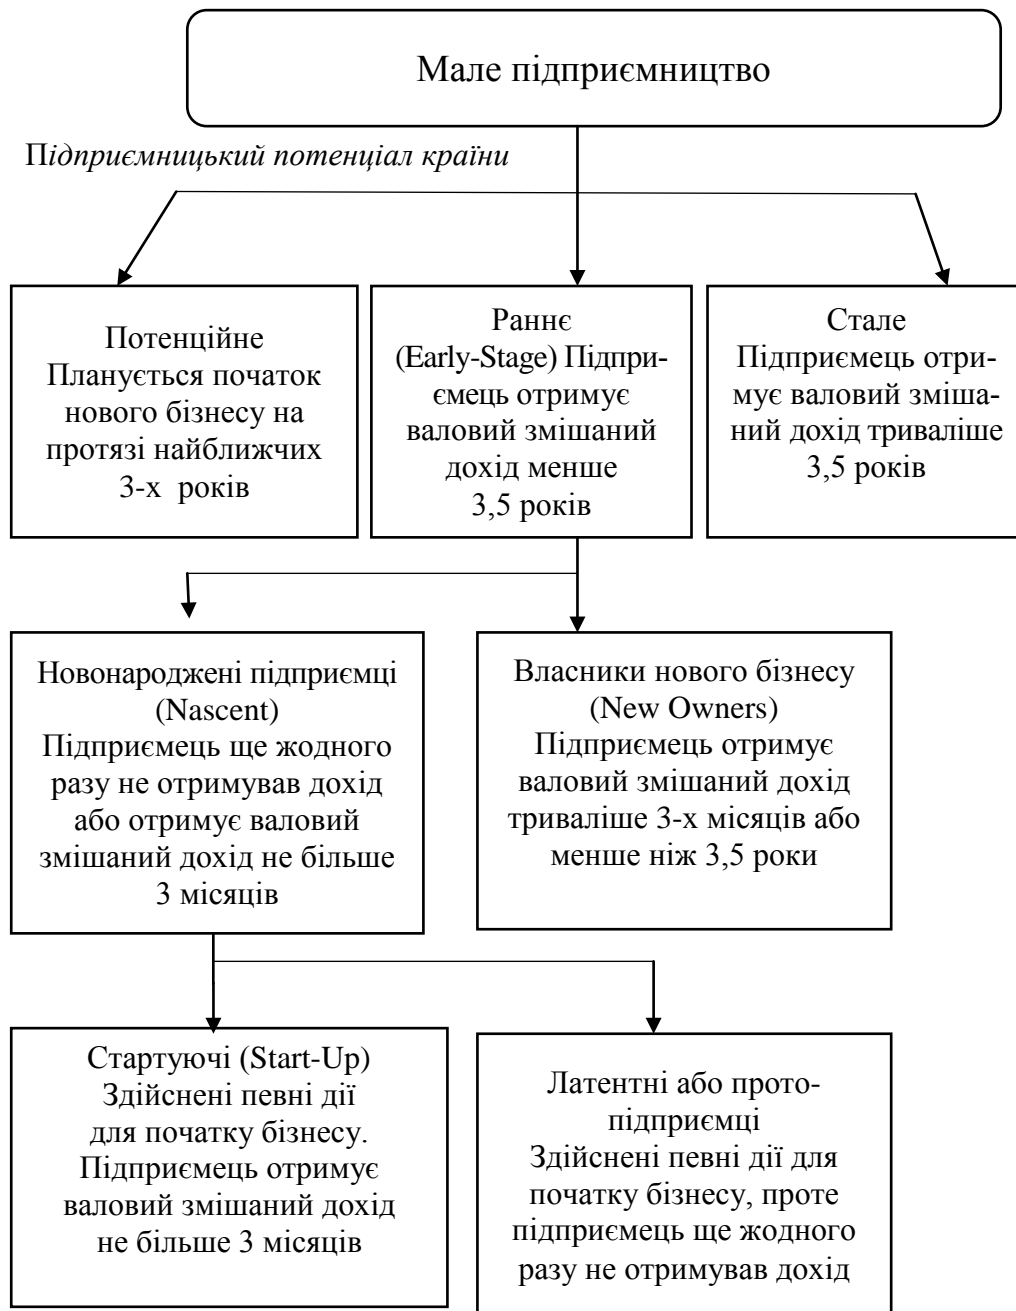 Мале підприємництво
Підприємницький потенціал країни
Потенційне
Планується початок
нового бізнесу на
протязі найближчих
3-х років
Раннє
(Early-Stage) Підпри-
ємець отримує
валовий змішаний
дохід менше
3,5 років
Стале
Підприємець отри-
мує валовий зміша-
ний дохід триваліше
3,5 років
Новонароджені підприємці
(Nascent)
Підприємець ще жодного
разу не отримував дохід
або отримує валовий
змішаний дохід не більше
3 місяців
Власники нового бізнесу
(New Owners)
Підприємець отримує
валовий змішаний дохід
триваліше 3-х місяців або
менше ніж 3,5 роки
Стартуючі (Start-Up)
Здійснені певні дії
для початку бізнесу.
Підприємець отримує
валовий змішаний дохід
не більше 3 місяців
Латентні або прото-
підприємці
Здійснені певні дії для
початку бізнесу, проте
підприємець ще жодного
разу не отримував дохід